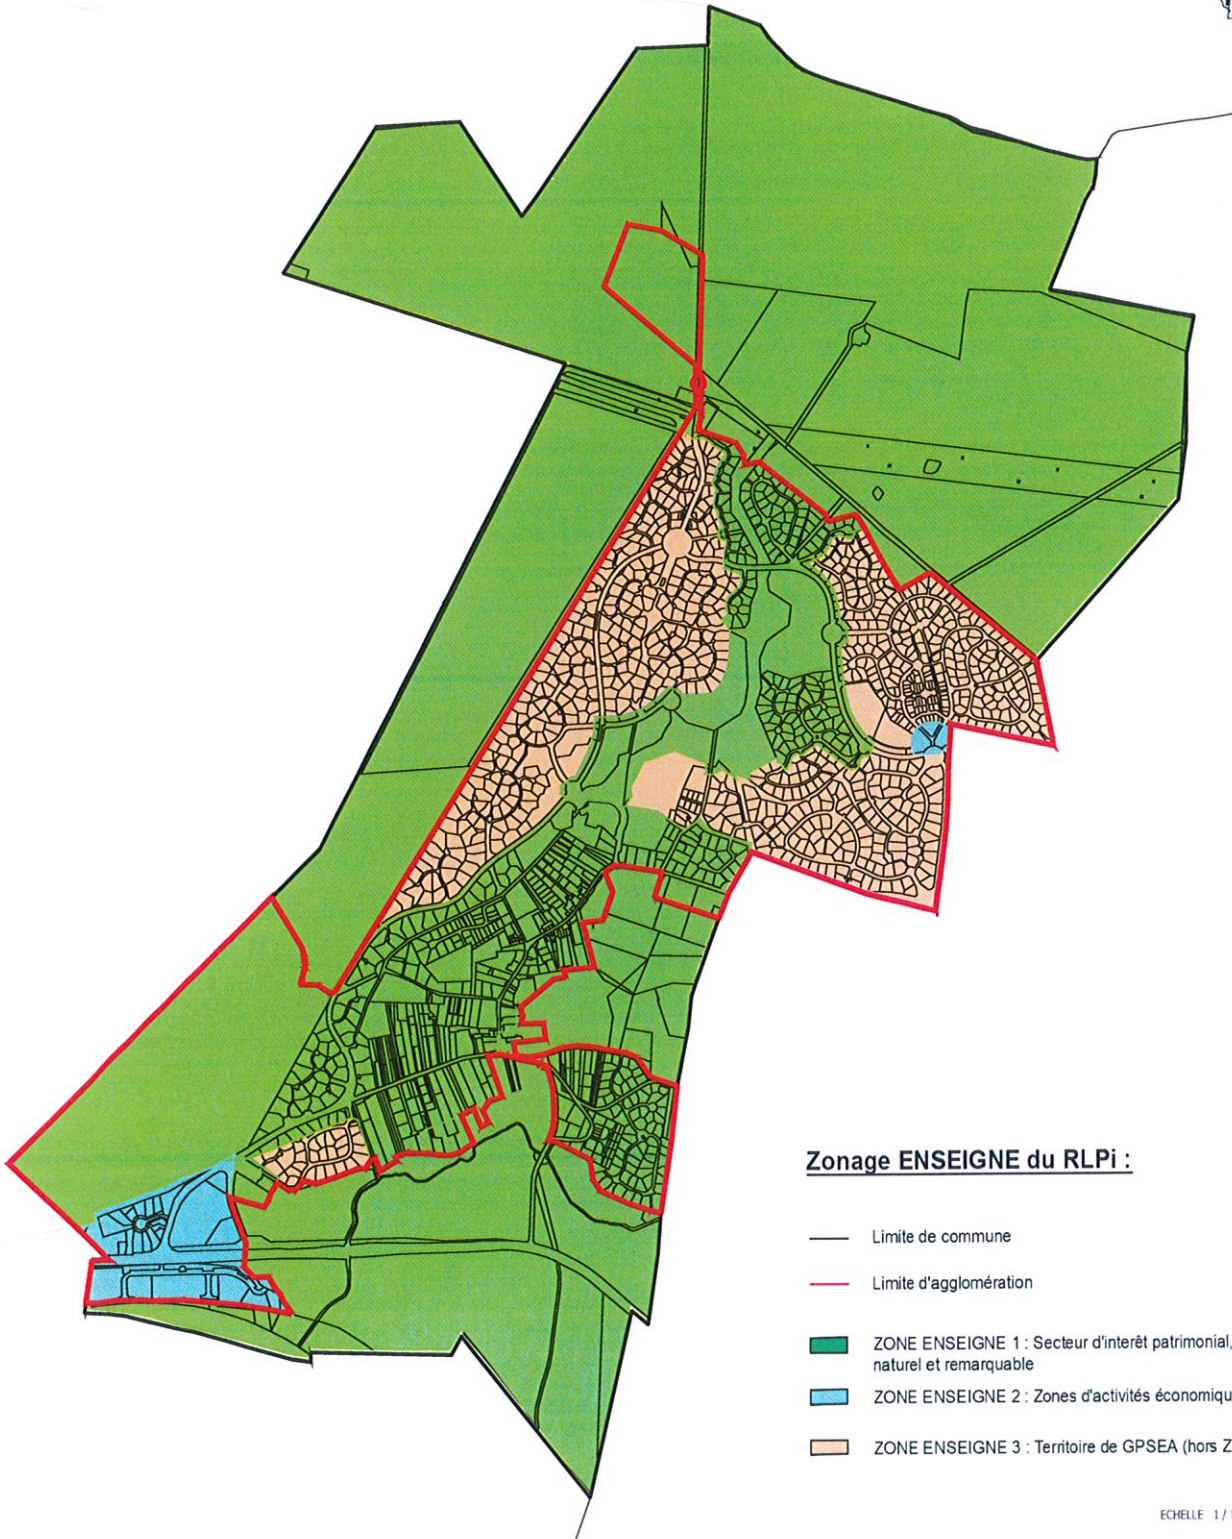 Zonage ENSEIGNE du RLPi :
Limite de commune
Limite d'agglomération
ZONE ENSEIGNE 1 : Secteur d'interêt patrimonial,
naturel et remarquable
ZONE ENSEIGNE 2 : Zones d'activités économiqu
ZONE ENSEIGNE 3 : Territoire de GPSEA (hors Z
ECHELLE 1 /